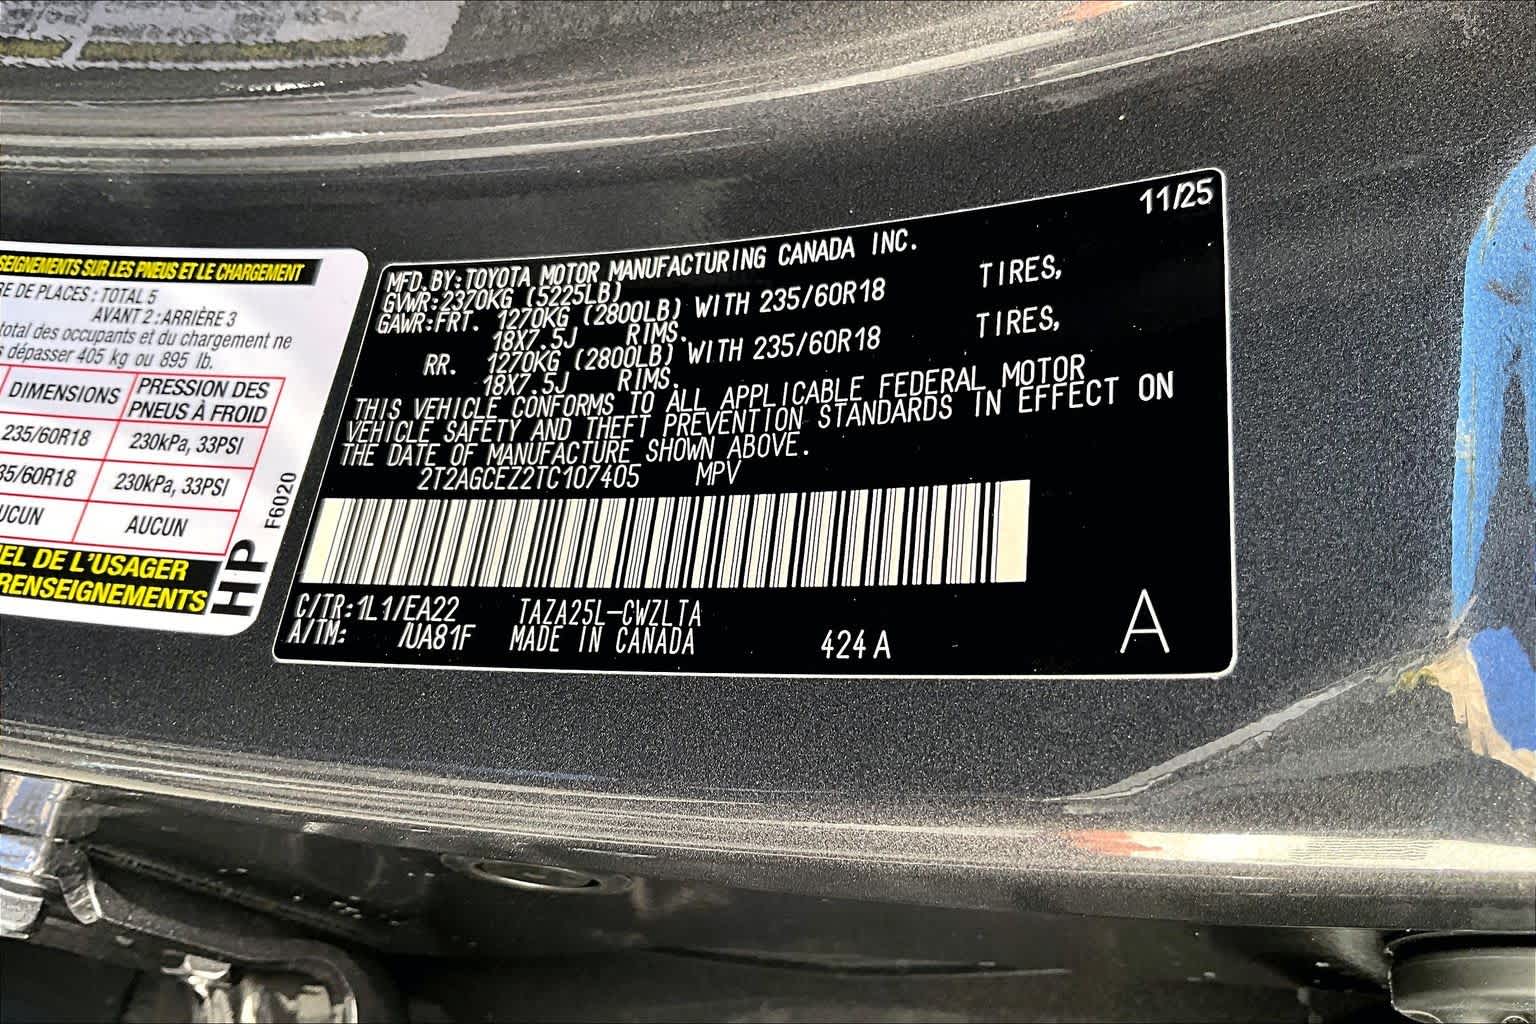 SEIGNEMENTS SUR LES PNEUS ET LE CHARGEMENT
RE DE PLACES : TOTAL 5
AVANT 2 : ARRIÈRE 3
total des occupants et du chargement ne
s dépasser 405 kg ou 895 lb.
DIMENSIONS PRESSION DES PNEUS À FROID
235/60R18 230kPa, 33PSI
35/60R18 230kPa, 33PSI
UCUN AUCUN
EL DE L'USAGER
RENSEIGNEMENTS
F6020
HP
11/25
MFD.BY:TOYOTA MOTOR MANUFACTURING CANADA INC.
GVWR:2370KG (5225LB)
GAWR:FRT. 1270KG (2800LB) WITH 235/60R18 TIRES,
18X7.5J RIMS.
RR. 1270KG (2800LB) WITH 235/60R18 TIRES,
18X7.5J RIMS.
THIS VEHICLE CONFORMS TO ALL APPLICABLE FEDERAL MOTOR
VEHICLE SAFETY AND THEFT PREVENTION STANDARDS IN EFFECT ON
THE DATE OF MANUFACTURE SHOWN ABOVE.
2T2AGCEZ2TC107405 MPV
C/TR:1L1/EA22 TAZA25L-CWZLTA
A/TM: /UA81F MADE IN CANADA 424A A